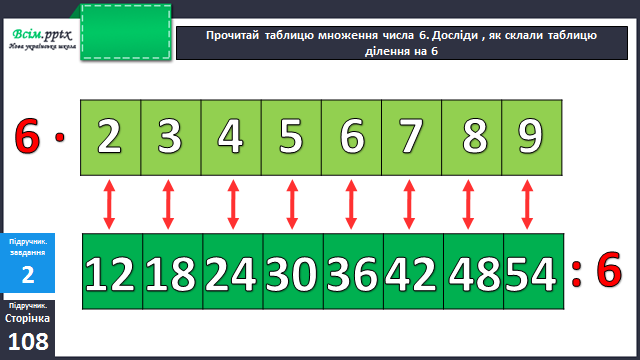 Всім.pptx
Нова українська школа
Прочитай таблицю множення числа 6. Досліди , як склали таблицю
ділення на 6
6 · 2 3 4 5 6 7 8 9
12 18 24 30 36 42 48 54 : 6
Підручник.
завдання
2
Підручник.
Сторінка
108